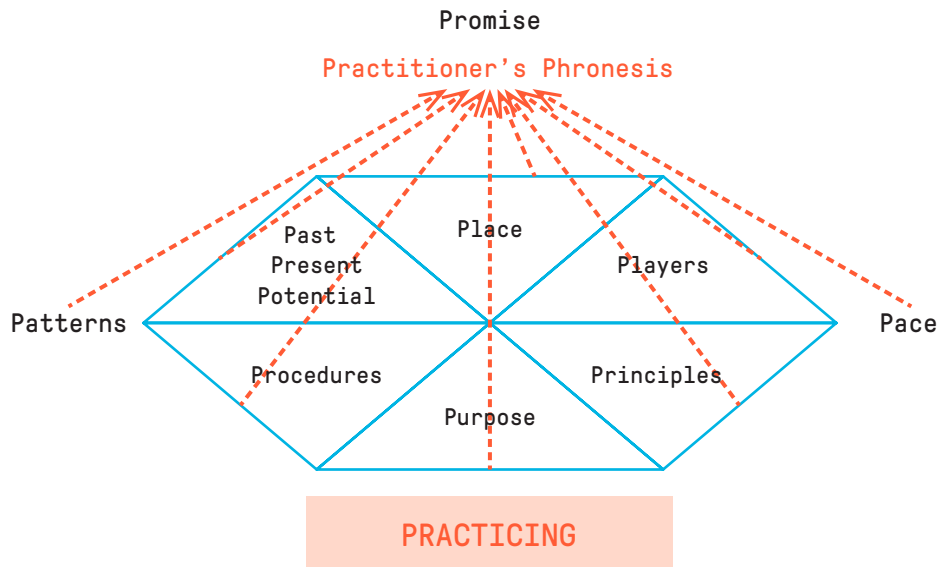 Promise
Practitioner's Phronesis
Place
Past
Present
Potential
Players
Patterns
Pace
Procedures
Principles
Purpose
PRACTICING